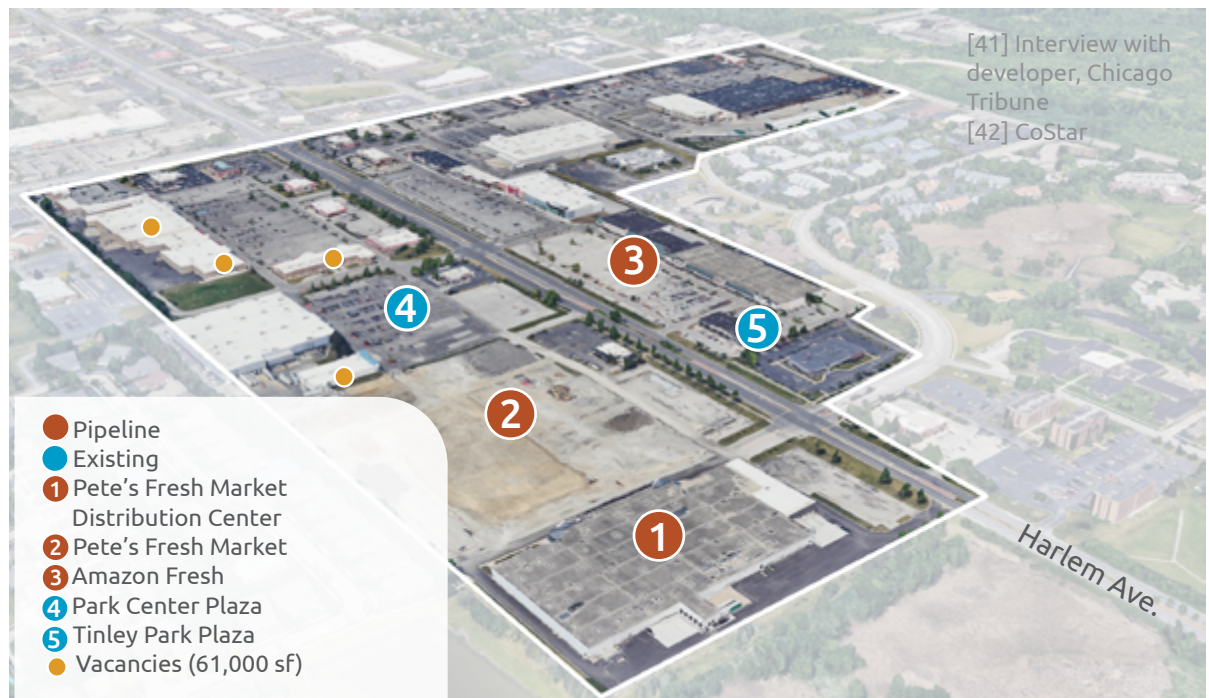 [41] Interview with
developer, Chicago
Tribune
[42] CoStar
3
4
5
2
1
Harlem Ave.
Pipeline
Existing
1 Pete’s Fresh Market
Distribution Center
2 Pete’s Fresh Market
3 Amazon Fresh
4 Park Center Plaza
5 Tinley Park Plaza
Vacancies (61,000 sf)